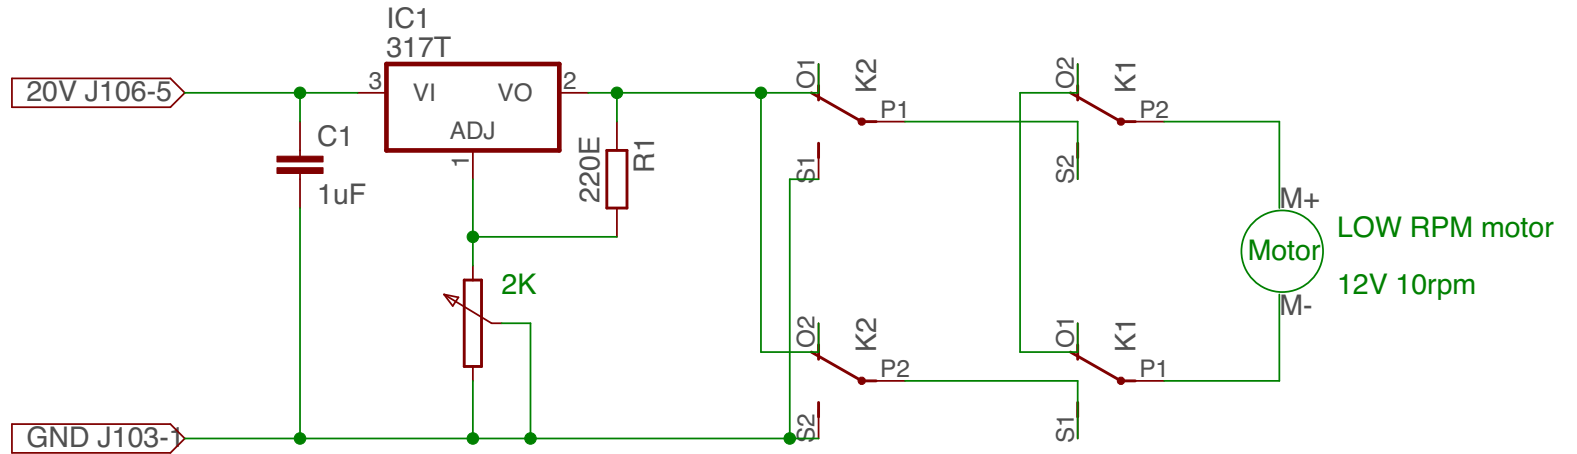 IC1
317T
20V J106-5
3
VI
VO
2
ADJ
1
C1
1uF
220E
R1
2K
GND J103-1
O1
K2
P1
S1
O2
K2
P2
S2
O2
K1
P2
S2
O1
K1
P1
S1
M+
Motor
M-
LOW RPM motor
12V 10rpm